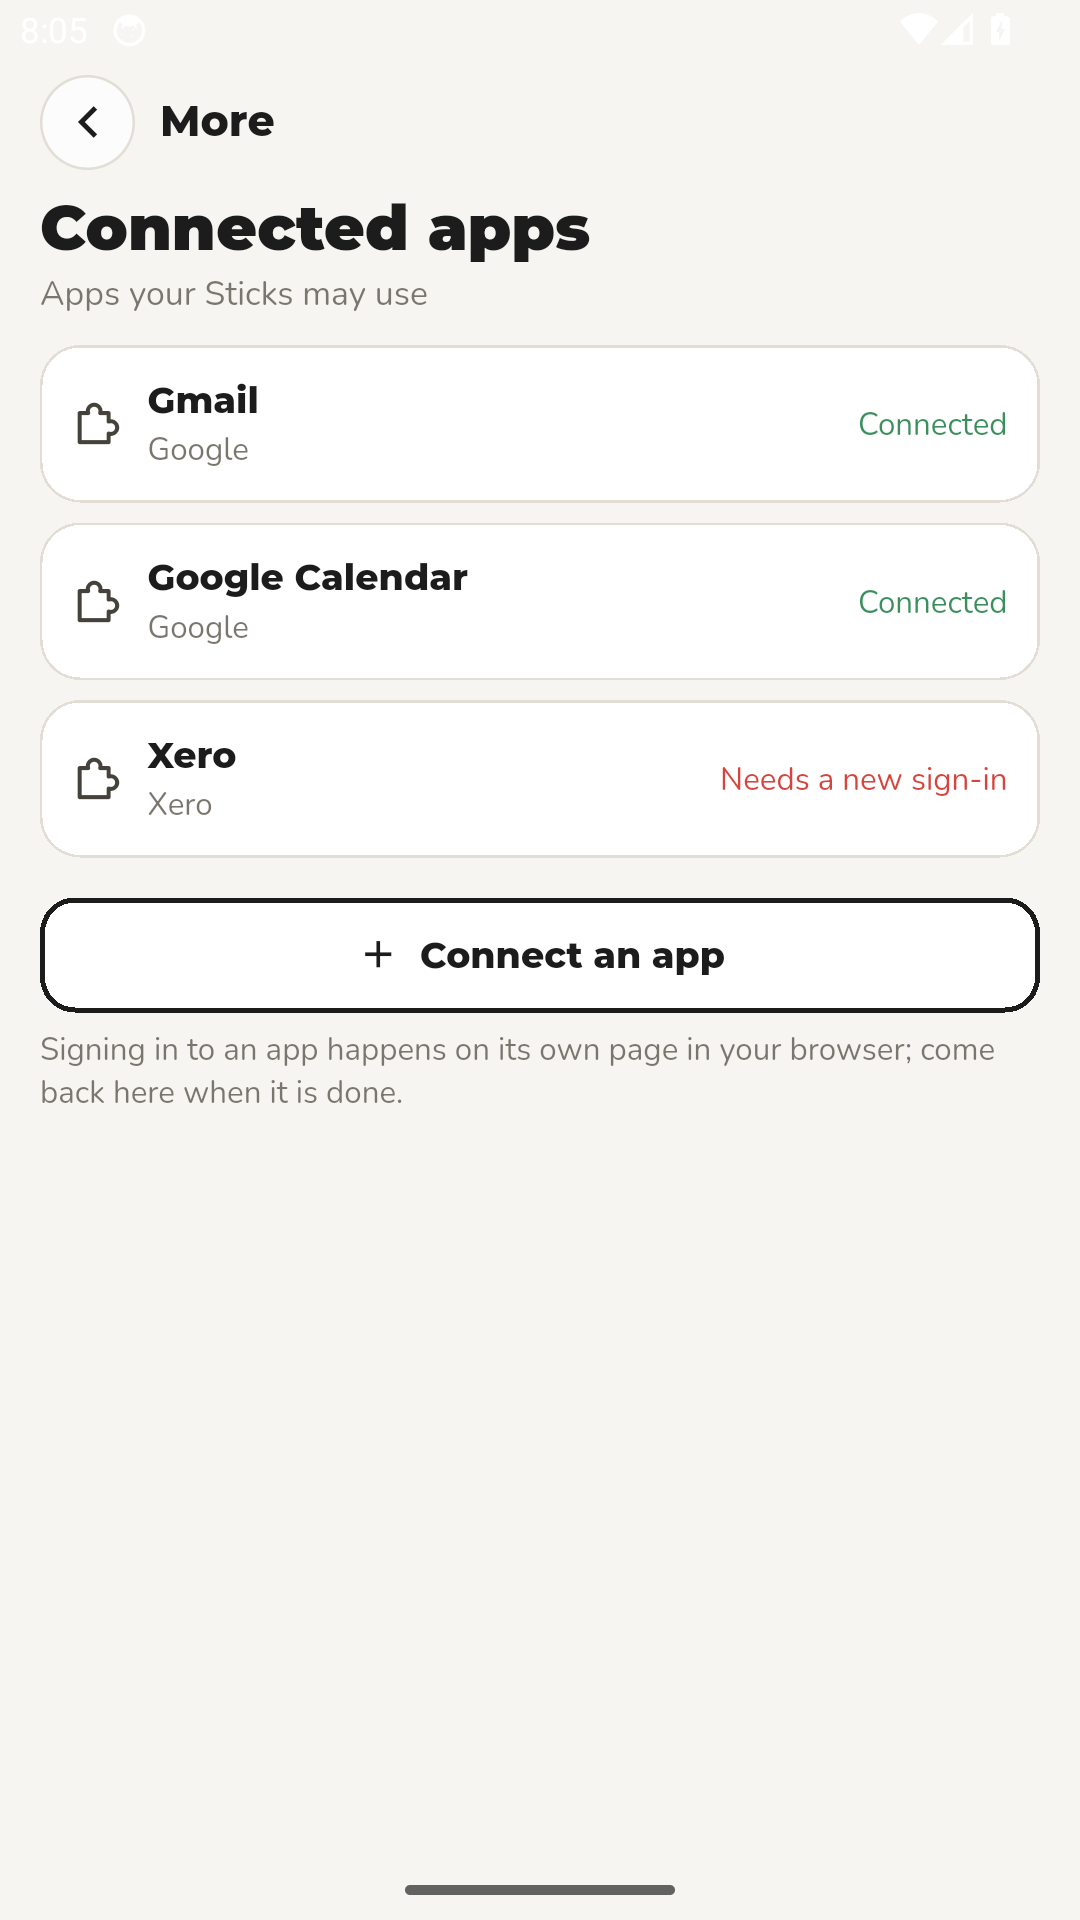 8:05
More
Connected apps
Apps your Sticks may use
Gmail
Google
Connected
Google Calendar
Google
Connected
Xero
Xero
Needs a new sign-in
+ Connect an app
Signing in to an app happens on its own page in your browser; come
back here when it is done.